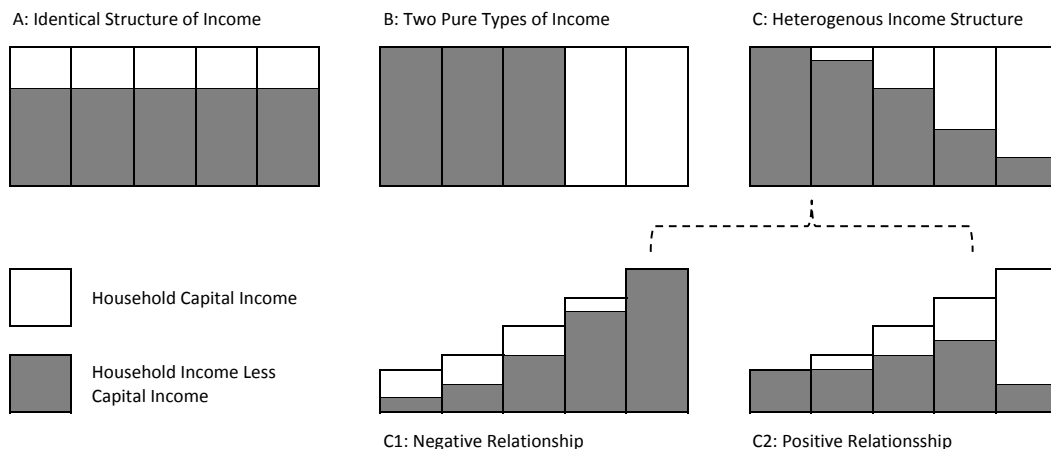 A: Identical Structure of Income
B: Two Pure Types of Income
C: Heterogenous Income Structure
Household Capital Income
Household Income Less
Capital Income
C1: Negative Relationship
C2: Positive Relationsship